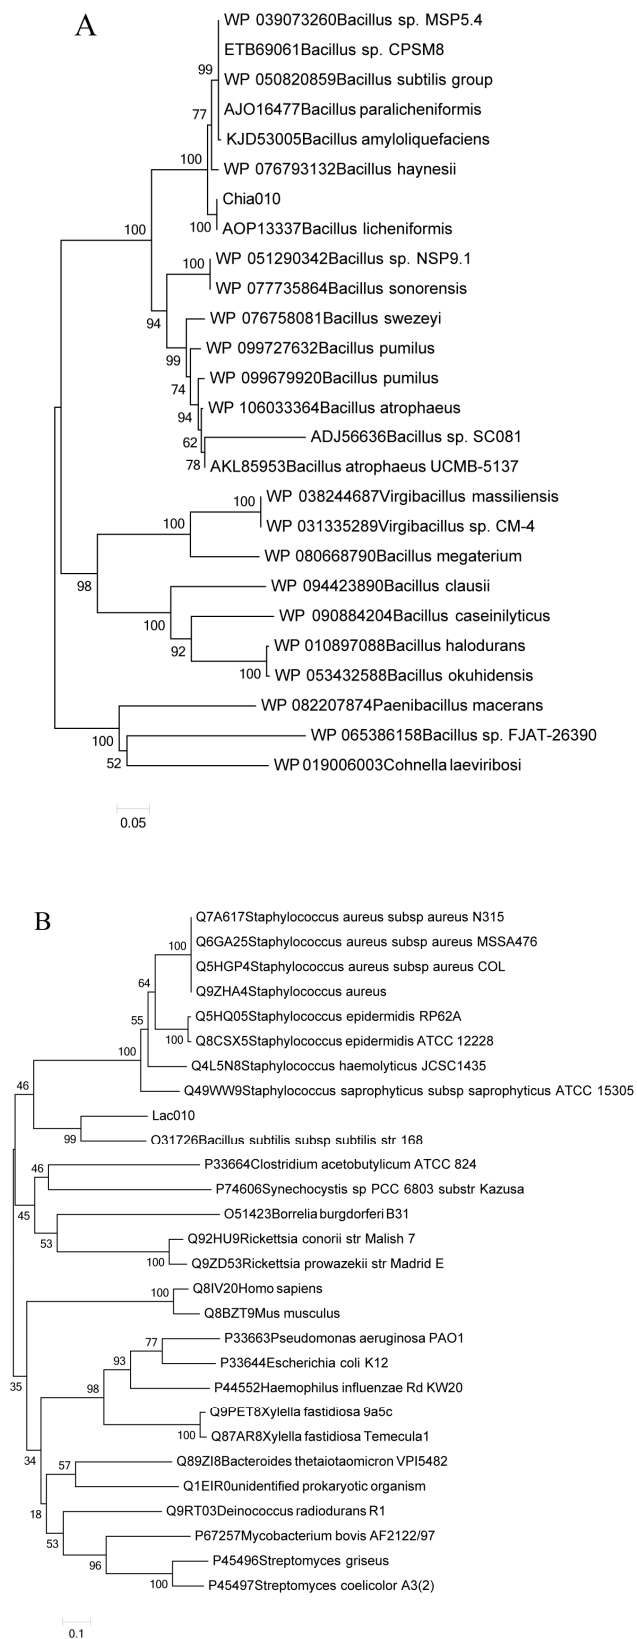 A
WP 039073260Bacillus sp. MSP5.4
ETB69061Bacillus sp. CPSM8
99
WP 050820859Bacillus subtilis group
77
AJO16477Bacillus paralicheniformis
KJD53005Bacillus amyloliquefaciens
100
WP 076793132Bacillus haynesii
Chia010
100
AOP13337Bacillus licheniformis
100
100
WP 051290342Bacillus sp. NSP9.1
WP 077735864Bacillus sonorensis
94
WP 076758081Bacillus swezeyi
99
WP 099727632Bacillus pumilus
74
WP 099679920Bacillus pumilus
94
WP 106033364Bacillus atrophaeus
62
ADJ56636Bacillus sp. SC081
78
AKL85953Bacillus atrophaeus UCMB-5137
100
WP 038244687Virgibacillus massiliensis
100
WP 031335289Virgibacillus sp. CM-4
WP 080668790Bacillus megaterium
98
WP 094423890Bacillus clausii
100
WP 090884204Bacillus caseinilyticus
92
WP 010897088Bacillus halodurans
100
WP 053432588Bacillus okuhidensis
WP 082207874Paenibacillus macerans
100
WP 065386158Bacillus sp. FJAT-26390
52
WP 019006003Cohnella laeviribosi
0.05
B
Q7A617Staphylococcus aureus subsp aureus N315
100
Q6GA25Staphylococcus aureus subsp aureus MSSA476
Q5HGP4Staphylococcus aureus subsp aureus COL
64
Q9ZHA4Staphylococcus aureus
55
Q5HQ05Staphylococcus epidermidis RP62A
100
Q8CSX5Staphylococcus epidermidis ATCC 12228
100
Q4L5N8Staphylococcus haemolyticus JCSC1435
46
Q49WW9Staphylococcus saprophyticus subsp saprophyticus ATCC 15305
Lac010
99
O31726Bacillus subtilis subsp subtilis str 168
46
P33664Clostridium acetobutylicum ATCC 824
P74606Synechocystis sp PCC 6803 substr Kazusa
45
O51423Borrelia burgdorferi B31
53
Q92HU9Rickettsia conorii str Malish 7
100
Q9ZD53Rickettsia prowazekii str Madrid E
100
Q8IV20Homo sapiens
Q8BZT9Mus musculus
77
P33663Pseudomonas aeruginosa PAO1
93
P33644Escherichia coli K12
35
98
P44552Haemophilus influenzae Rd KW20
Q9PET8Xylella fastidiosa 9a5c
100
Q87AR8Xylella fastidiosa Temecula1
34
57
Q89ZI8Bacteroides thetaiotaomicron VPI5482
Q1EIR0unidentified prokaryotic organism
18
Q9RT03Deinococcus radiodurans R1
53
P67257Mycobacterium bovis AF2122/97
96
P45496Streptomyces griseus
100
P45497Streptomyces coelicolor A3(2)
0.1